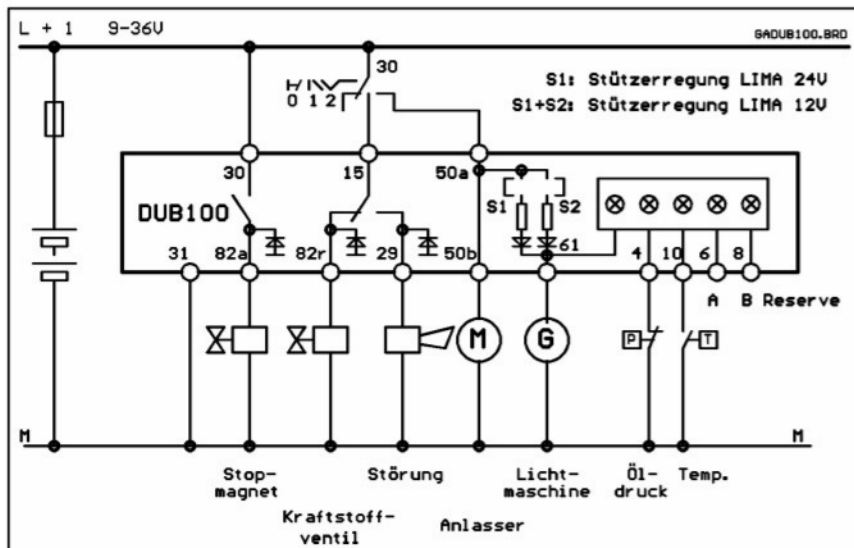 L + 1 9-36V
GADUB100.BRD
30
0 1 2
S1: Stützerregung LIMA 24V
S1+S2: Stützerregung LIMA 12V
30 15 50a
DUB100
S1 S2
31 82a 82r 29 50b 61 4 10 6 8
A B Reserve
M G P T
M M
Stop-
magnet
Störung
Licht-
maschine
Öl-
druck
Temp.
Kraftstoff-
ventil
Anlasser